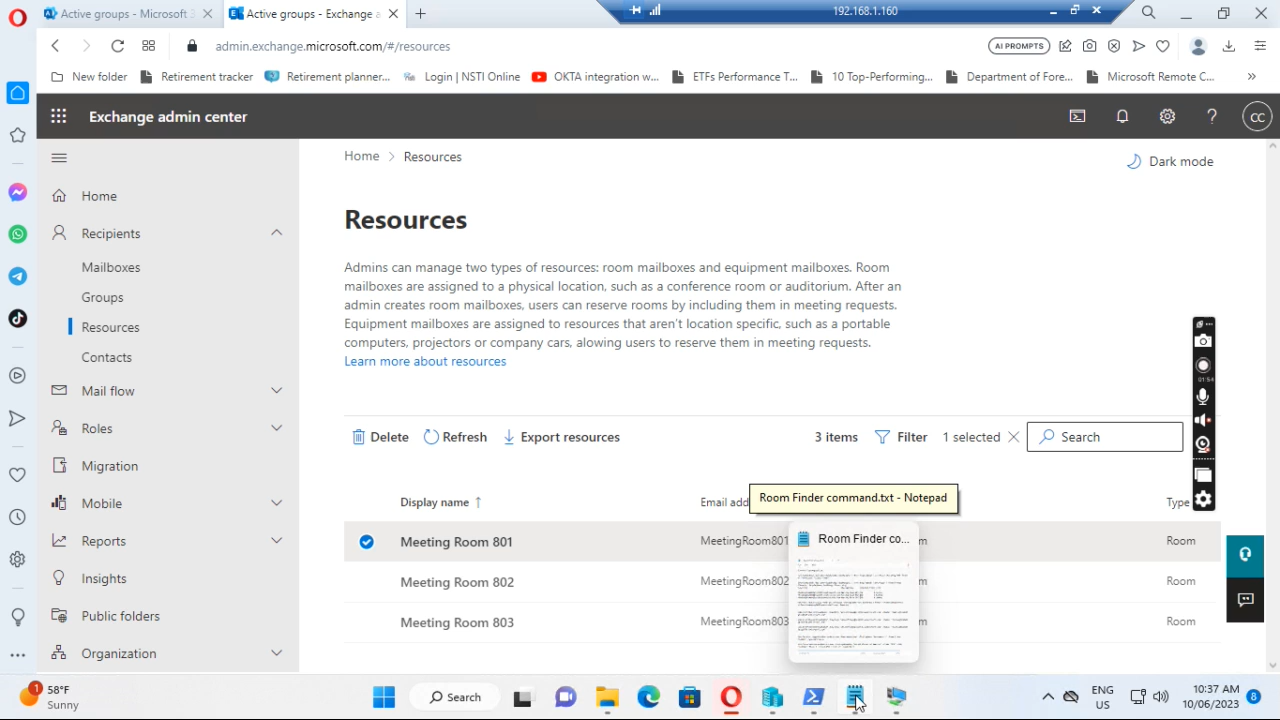 Active groups - Microsoft
Active groups - Exchange a
192.168.1.160
admin.exchange.microsoft.com/#/resources
AI PROMPTS
New folder
Retirement tracker
Retirement planner...
Login | NSTI Online
OKTA integration w...
ETFs Performance T...
10 Top-Performing...
Department of Fore...
Microsoft Remote C...
Exchange admin center
CC
Home
Recipients
Mailboxes
Groups
Resources
Contacts
Mail flow
Roles
Migration
Mobile
Reports
Insights
Home > Resources
Dark mode
Resources
Admins can manage two types of resources: room mailboxes and equipment mailboxes. Room
mailboxes are assigned to a physical location, such as a conference room or auditorium. After an
admin creates room mailboxes, users can reserve rooms by including them in meeting requests.
Equipment mailboxes are assigned to resources that aren't location specific, such as a portable
computers, projectors or company cars, alowing users to reserve them in meeting requests.
Learn more about resources
Delete
Refresh
Export resources
3 items
Filter
1 selected
Search
01:54
Display name ↑
Email add
Type
Room Finder command.txt - Notepad
Room Finder co...
Meeting Room 801
MeetingRoom801
Room
Meeting Room 802
MeetingRoom802
Room
Meeting Room 803
MeetingRoom803
Room
1
58°F
Sunny
Search
ENG
US
10:37 AM
10/06/2023
8